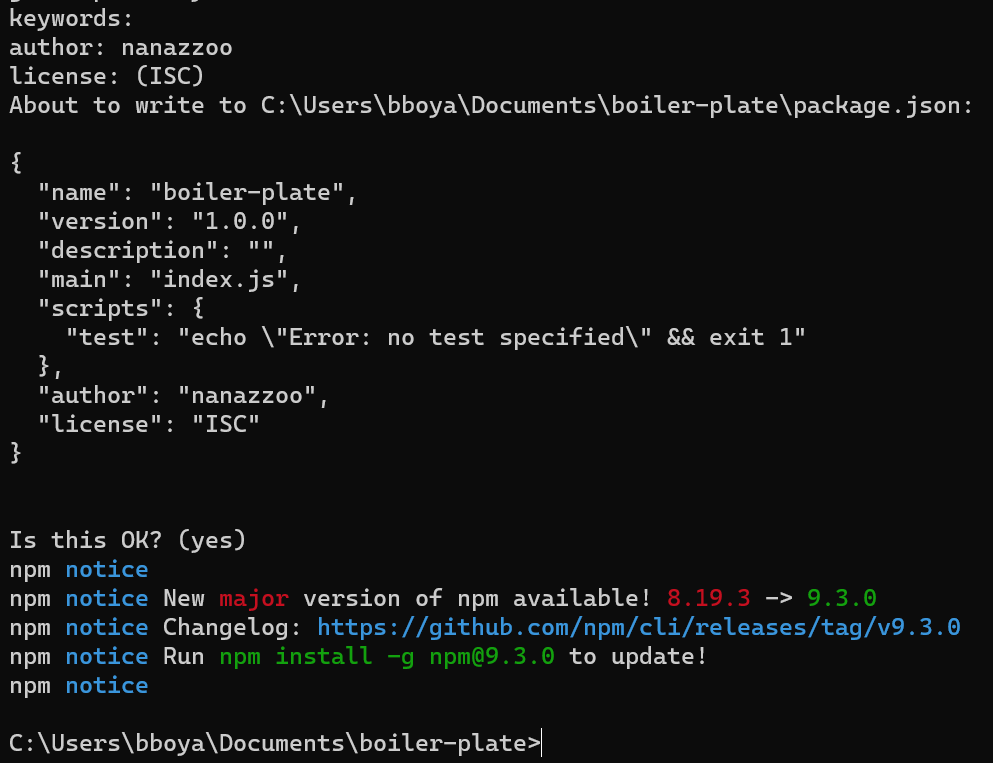 keywords:
author: nanazzoo
license: (ISC)
About to write to C:\Users\bboya\Documents\boiler-plate\package.json:

{
  "name": "boiler-plate",
  "version": "1.0.0",
  "description": "",
  "main": "index.js",
  "scripts": {
    "test": "echo \"Error: no test specified\" && exit 1"
  },
  "author": "nanazzoo",
  "license": "ISC"
}

Is this OK? (yes)
npm notice
npm notice New major version of npm available! 8.19.3 -> 9.3.0
npm notice Changelog: https://github.com/npm/cli/releases/tag/v9.3.0
npm notice Run npm install -g npm@9.3.0 to update!
npm notice

C:\Users\bboya\Documents\boiler-plate>